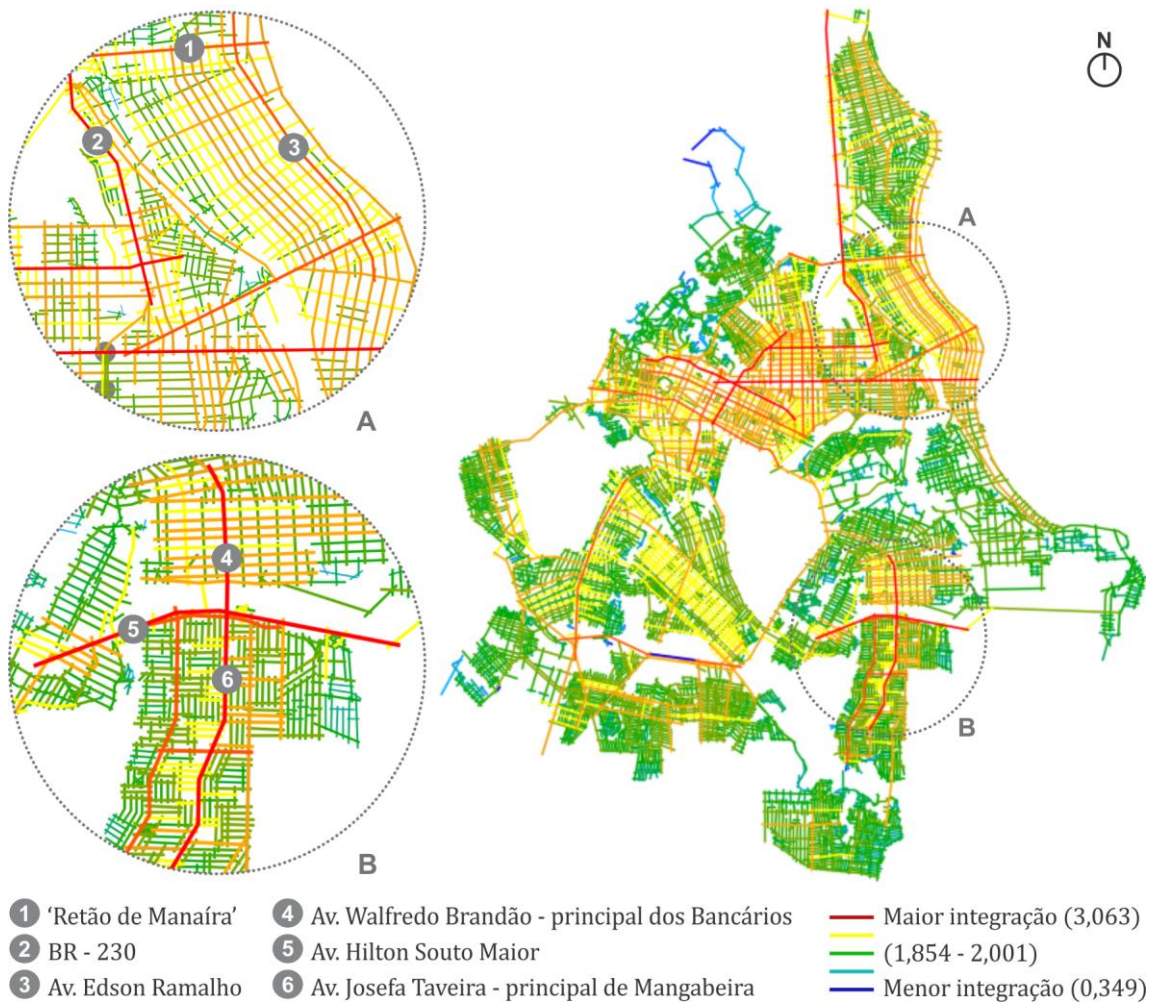 1
2
3
A
N
A
B
4
5
6
B
1 ‘Retão de Manaíra’
2 BR - 230
3 Av. Edson Ramalho
4 Av. Walfredo Brandão - principal dos Bancários
5 Av. Hilton Souto Maior
6 Av. Josefa Taveira - principal de Mangabeira
Maior integração (3,063)
(1,854 - 2,001)
Menor integração (0,349)